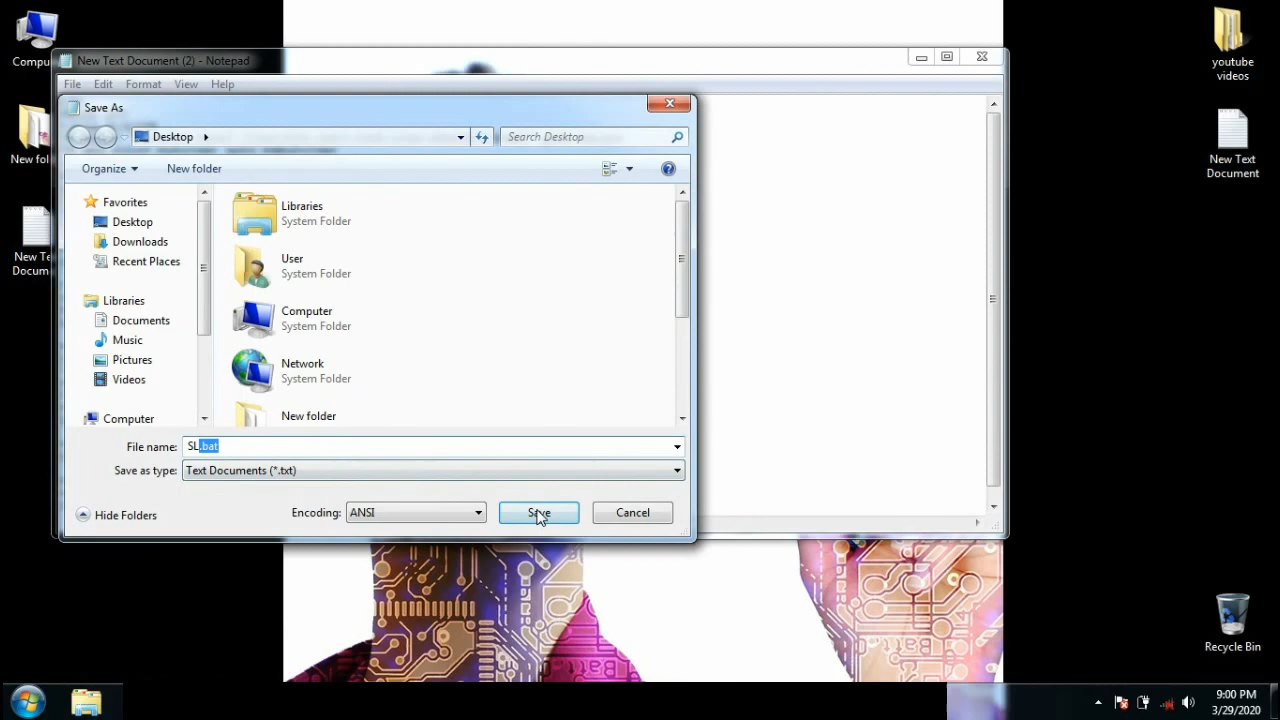 Compu
youtube
videos
New Text Document (2) - Notepad
File Edit Format View Help
Save As
Desktop
Search Desktop
New fol
Organize
New folder
New Text
Document
Favorites
Desktop
Downloads
Recent Places
Libraries
Documents
Music
Pictures
Videos
Computer
Libraries
System Folder
User
System Folder
Computer
System Folder
Network
System Folder
New folder
New Te
Docum
File name: SL.bat
Save as type: Text Documents (*.txt)
Hide Folders
Encoding: ANSI
Save
Cancel
Recycle Bin
9:00 PM
3/29/2020